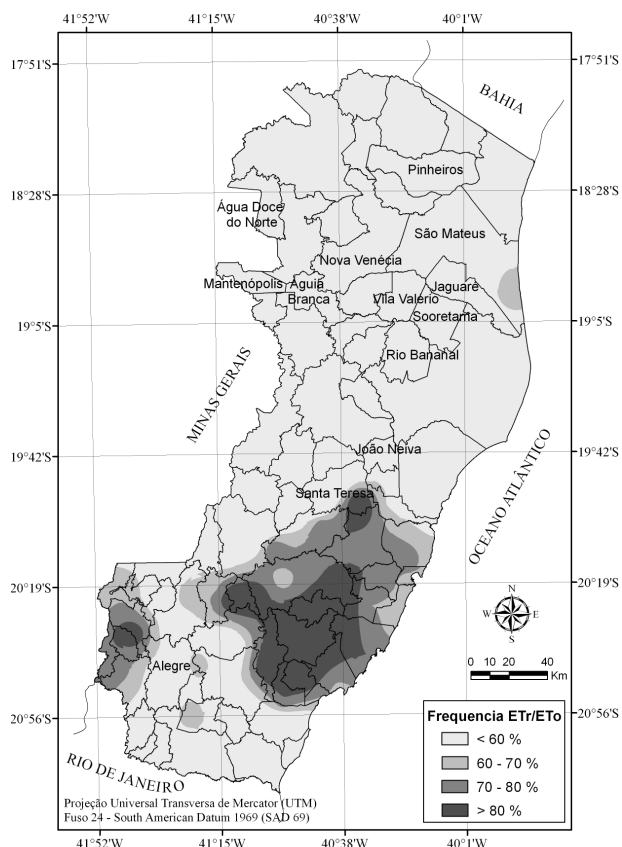 41°52'W 41°15'W 40°38'W 40°1'W
17°51'S 17°51'S
BAHIA
Pinheiros
18°28'S 18°28'S
Água Doce
do Norte
São Mateus
Nova Venécia
Mantenópolis
Águia
Branca
Jaguaré
Vila Valério
Sooretama
19°5'S 19°5'S
Rio Bananal
MINAS GERAIS
João Neiva
19°42'S 19°42'S
OCEANO ATLÂNTICO
Santa Teresa
20°19'S 20°19'S
N
W E
S
0 10 20 40
Km
Alegre
20°56'S 20°56'S
Frequencia ETr/ETo
< 60 %
60 - 70 %
70 - 80 %
> 80 %
RIO DE JANEIRO
Projeção Universal Transversa de Mercator (UTM)
Fuso 24 - South American Datum 1969 (SAD 69)
41°52'W 41°15'W 40°38'W 40°1'W